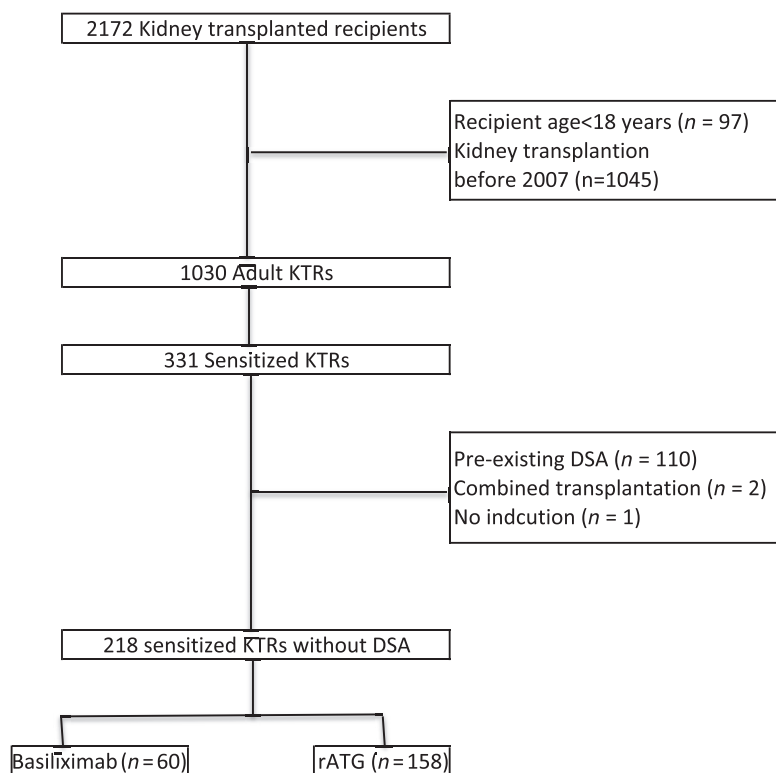 2172 Kidney transplanted recipients
Recipient age<18 years (n = 97)
Kidney transplantion
before 2007 (n=1045)
1030 Adult KTRs
331 Sensitized KTRs
Pre-existing DSA (n = 110)
Combined transplantation (n = 2)
No indcution (n = 1)
218 sensitized KTRs without DSA
Basiliximab (n = 60)
rATG (n = 158)